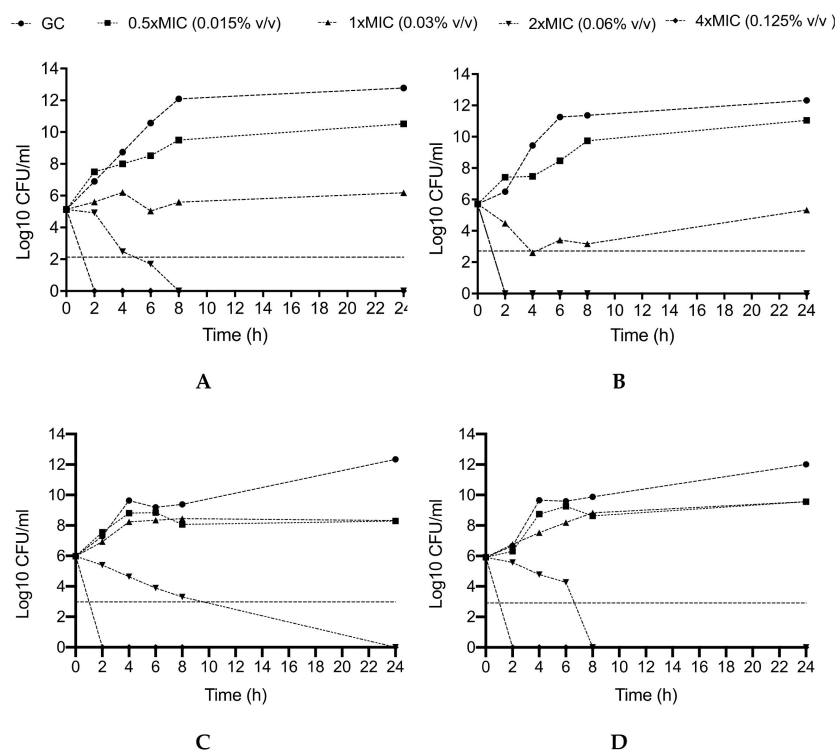 GC 0.5xMIC (0.015% v/v) 1xMIC (0.03% v/v) 2xMIC (0.06% v/v) 4xMIC (0.125% v/v )
14 12 10 8 6 4 2 0
Log10 CFU/ml
0 2 4 6 8 10 12 14 16 18 20 22 24
Time (h)
A
14 12 10 8 6 4 2 0
Log10 CFU/ml
0 2 4 6 8 10 12 14 16 18 20 22 24
Time (h)
B
14 12 10 8 6 4 2 0
Log10 CFU/ml
0 2 4 6 8 10 12 14 16 18 20 22 24
Time (h)
C
14 12 10 8 6 4 2 0
Log10 CFU/ml
0 2 4 6 8 10 12 14 16 18 20 22 24
Time (h)
D